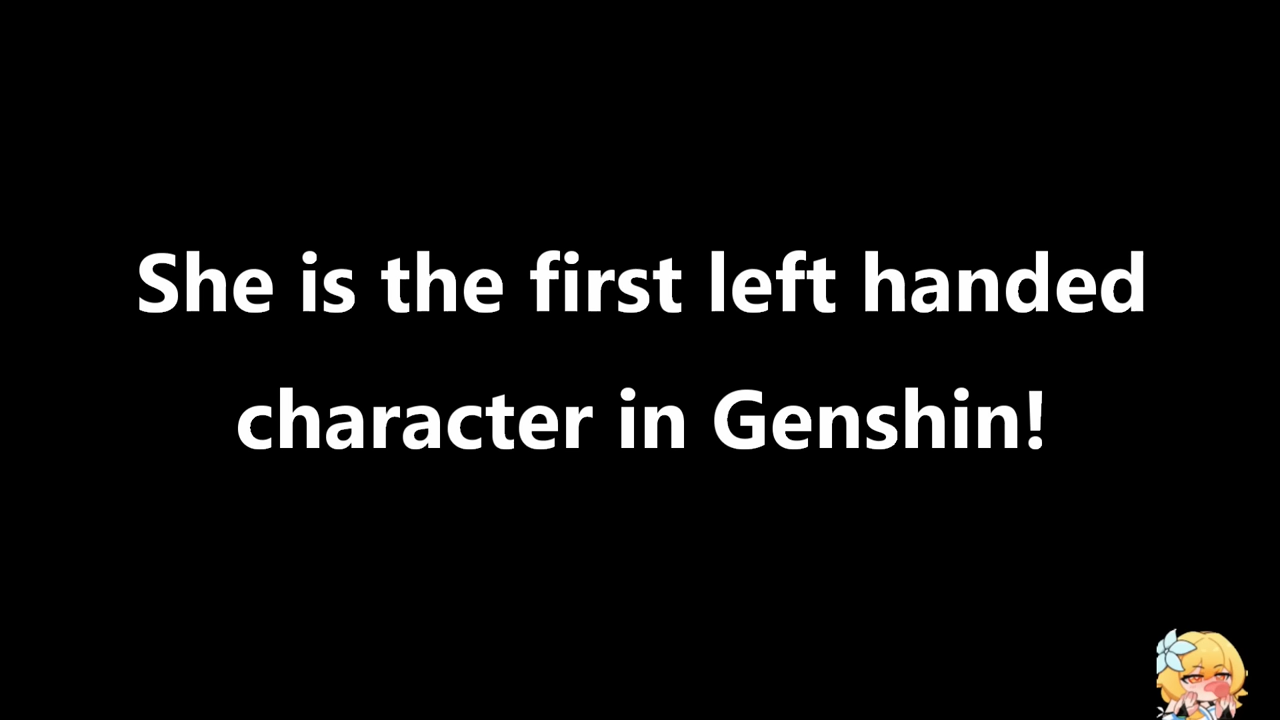 She is the first left handed
character in Genshin!